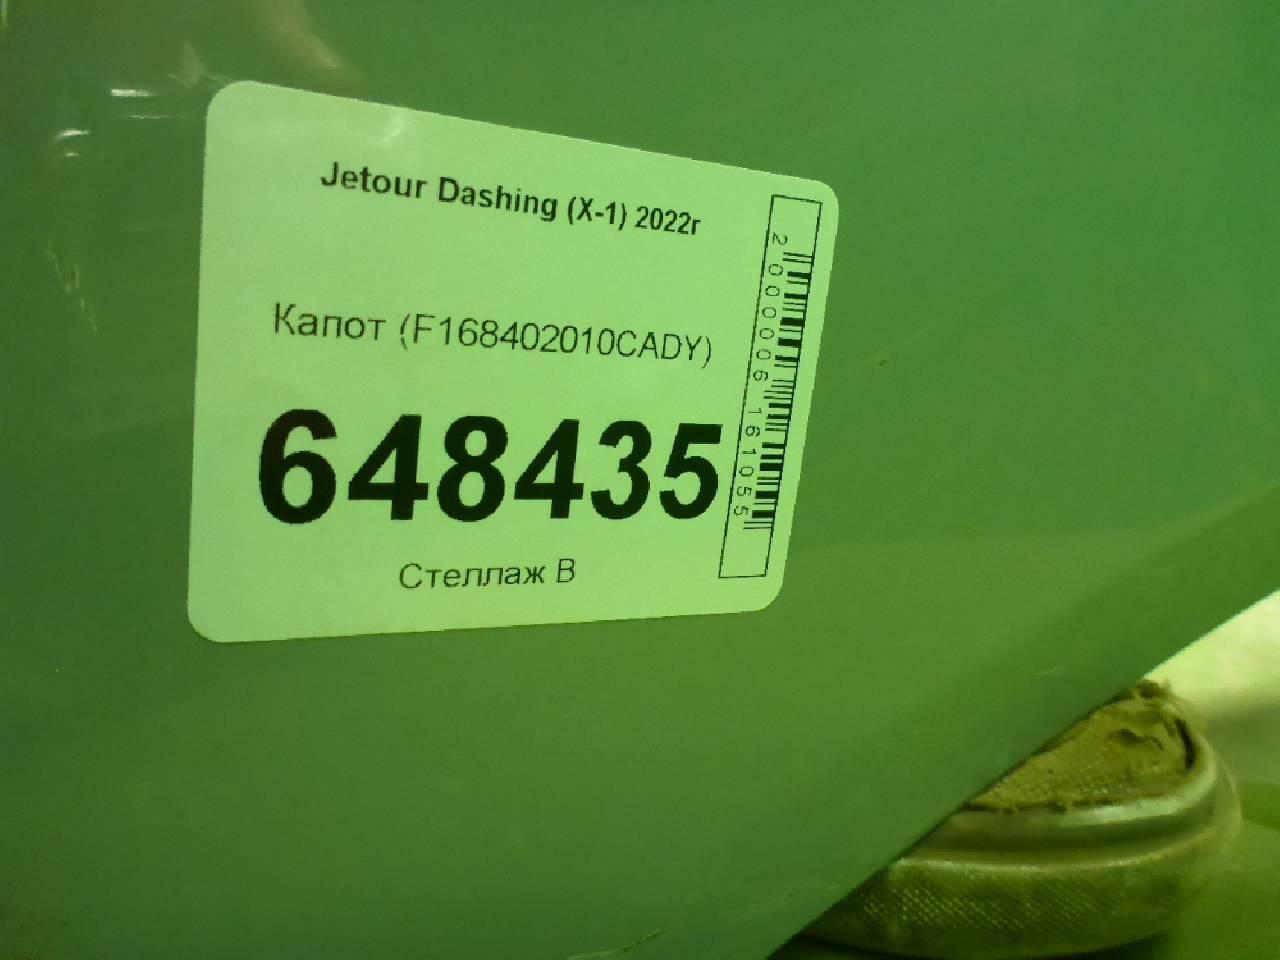 Jetour Dashing (X-1) 2022г
Капот (F168402010CADY)
648435
Стеллаж В
2000006161055